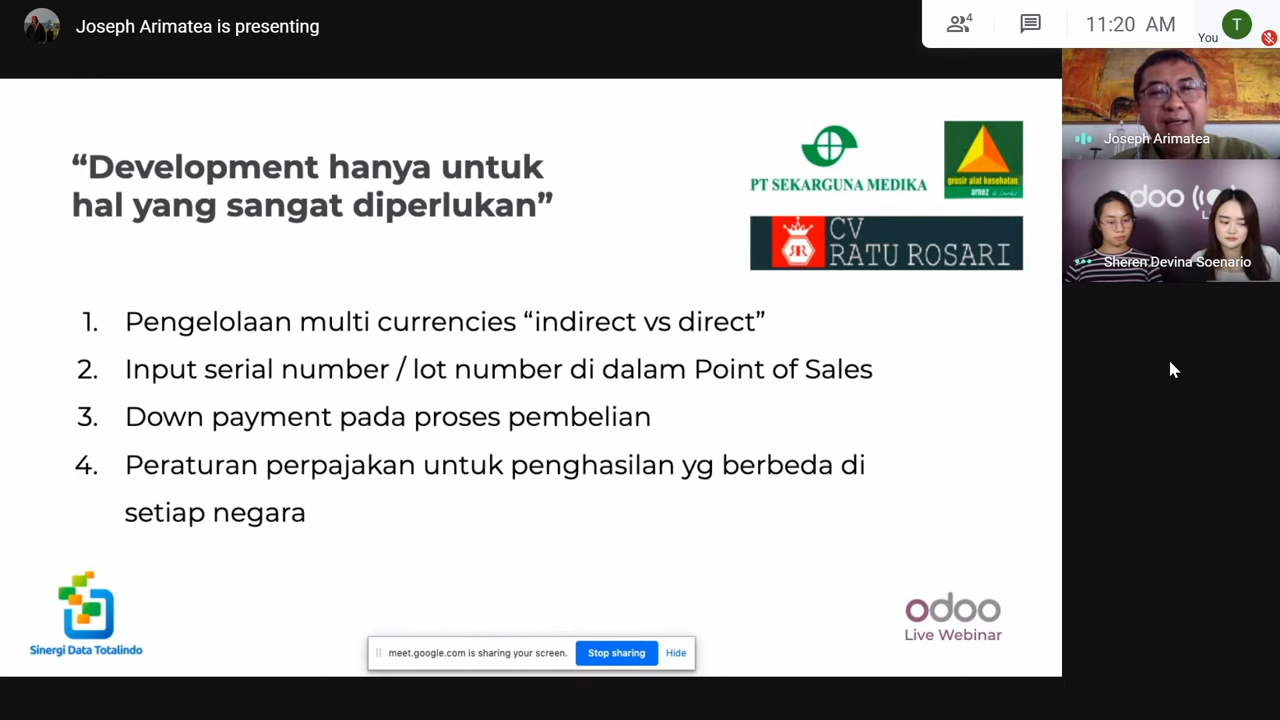 Joseph Arimatea is presenting
4
11:20 AM
You
T
“Development hanya untuk
hal yang sangat diperlukan”
PT SEKARGUNA MEDIKA
grosir alat kesehatan
arnez
CV
RATU ROSARI
Joseph Arimatea
odoo
Sheren Devina Soenario
1. Pengelolaan multi currencies “indirect vs direct”
2. Input serial number / lot number di dalam Point of Sales
3. Down payment pada proses pembelian
4. Peraturan perpajakan untuk penghasilan yg berbeda di
setiap negara
Sinergi Data Totalindo
odoo
Live Webinar
meet.google.com is sharing your screen.
Stop sharing
Hide